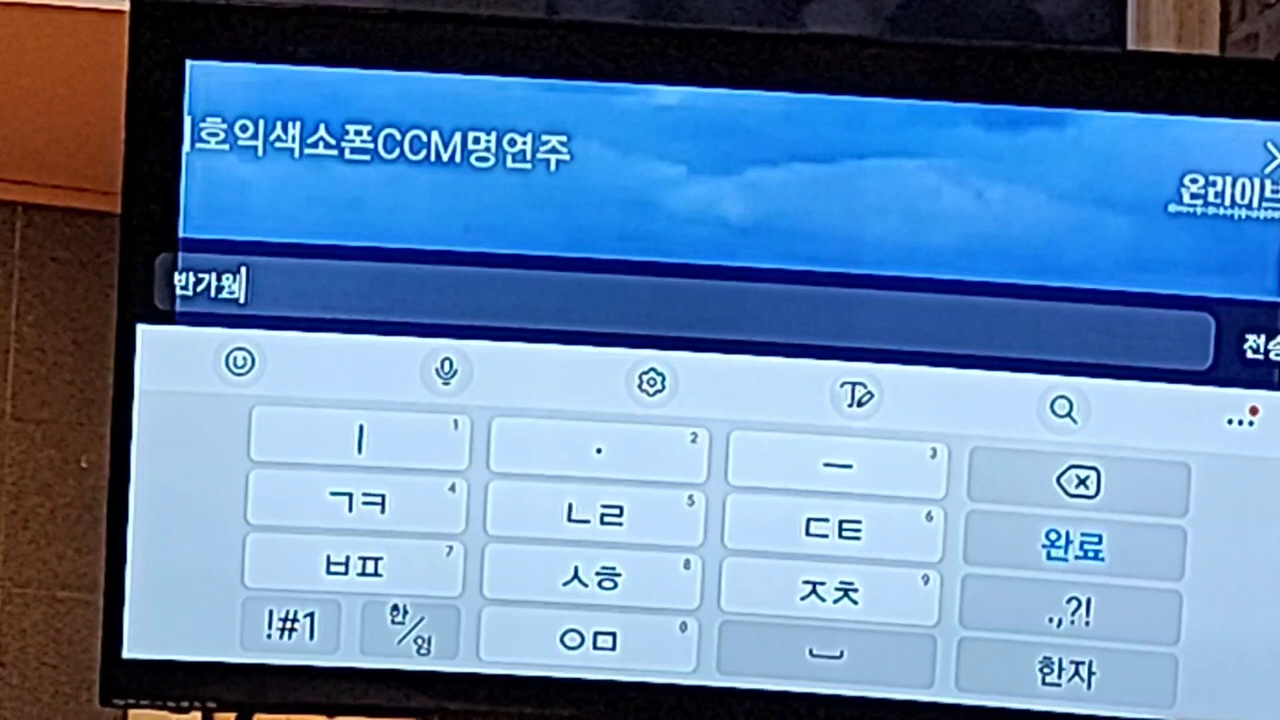 호익색소폰CCM명연주
온라이브
반가웠
전송
ㅣ 1
· 2
ㅡ 3
ㄱㅋ 4
ㄴㄹ 5
ㄷㅌ 6
완료
ㅂㅍ 7
ㅅㅎ 8
ㅈㅊ 9
.,?!
!#1
한/영
ㅇㅁ 0
한자